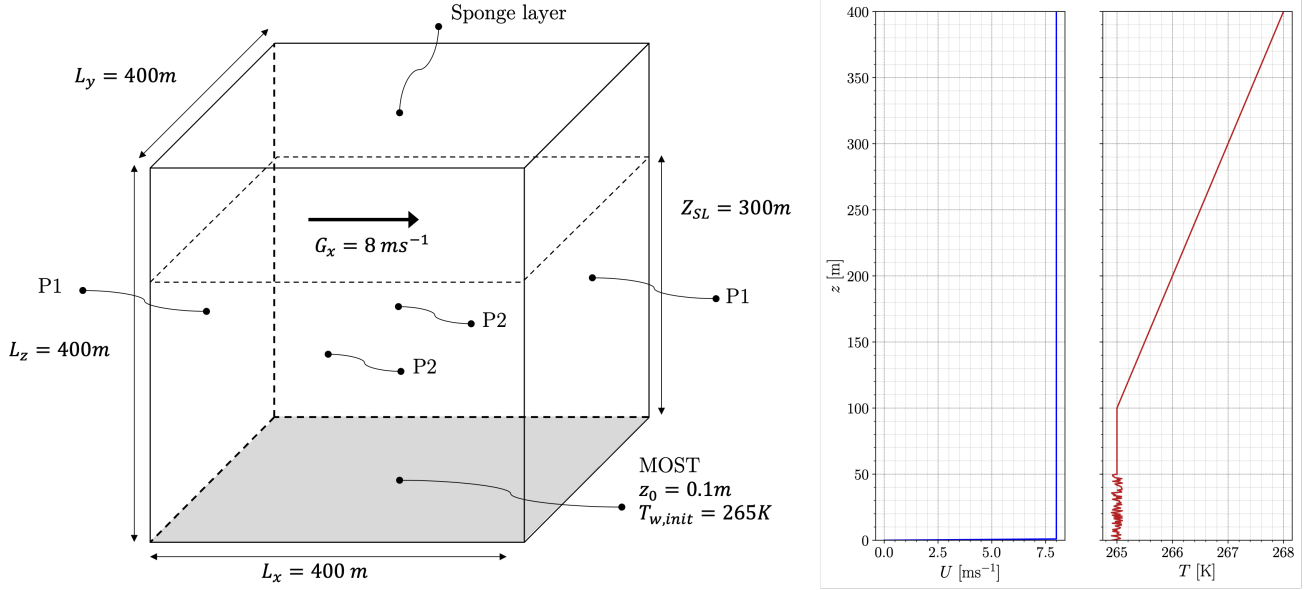 Sponge layer
L_y = 400m
Z_SL = 300m
G_x = 8 ms⁻¹
P1
P1
P2
L_z = 400m
P2
MOST
z_0 = 0.1m
T_w,init = 265K
L_x = 400 m
400
350
300
250
200
150
100
50
0
z [m]
0.0 2.5 5.0 7.5
U [ms⁻¹]
265 266 267 268
T [K]